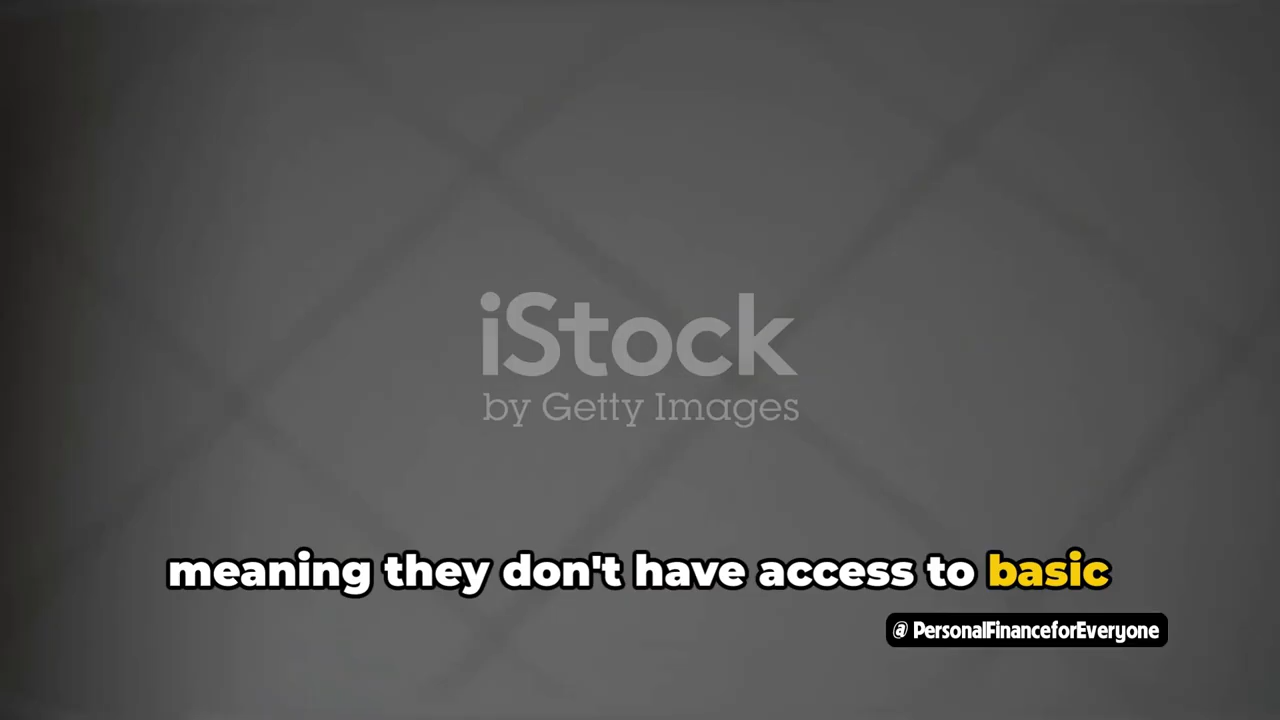 iStock
by Getty Images
meaning they don't have access to basic
@ PersonalFinanceforEveryone